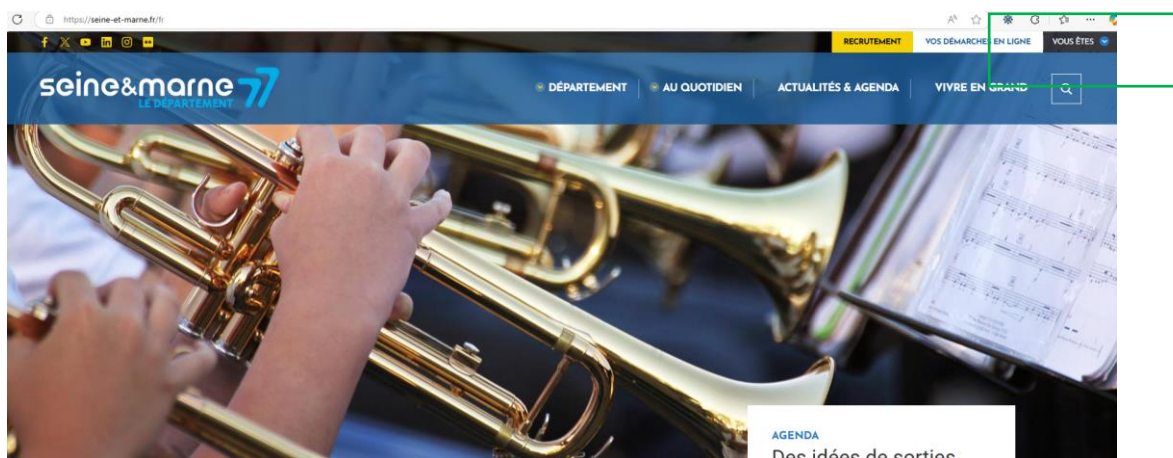 https://seine-et-marne.fr/fr
RECRUTEMENT VOS DÉMARCHES EN LIGNE VOUS ÊTES
seine&marne 77
LE DÉPARTEMENT
DÉPARTEMENT AU QUOTIDIEN ACTUALITÉS & AGENDA VIVRE EN GRAND
AGENDA
Des idées de sorties